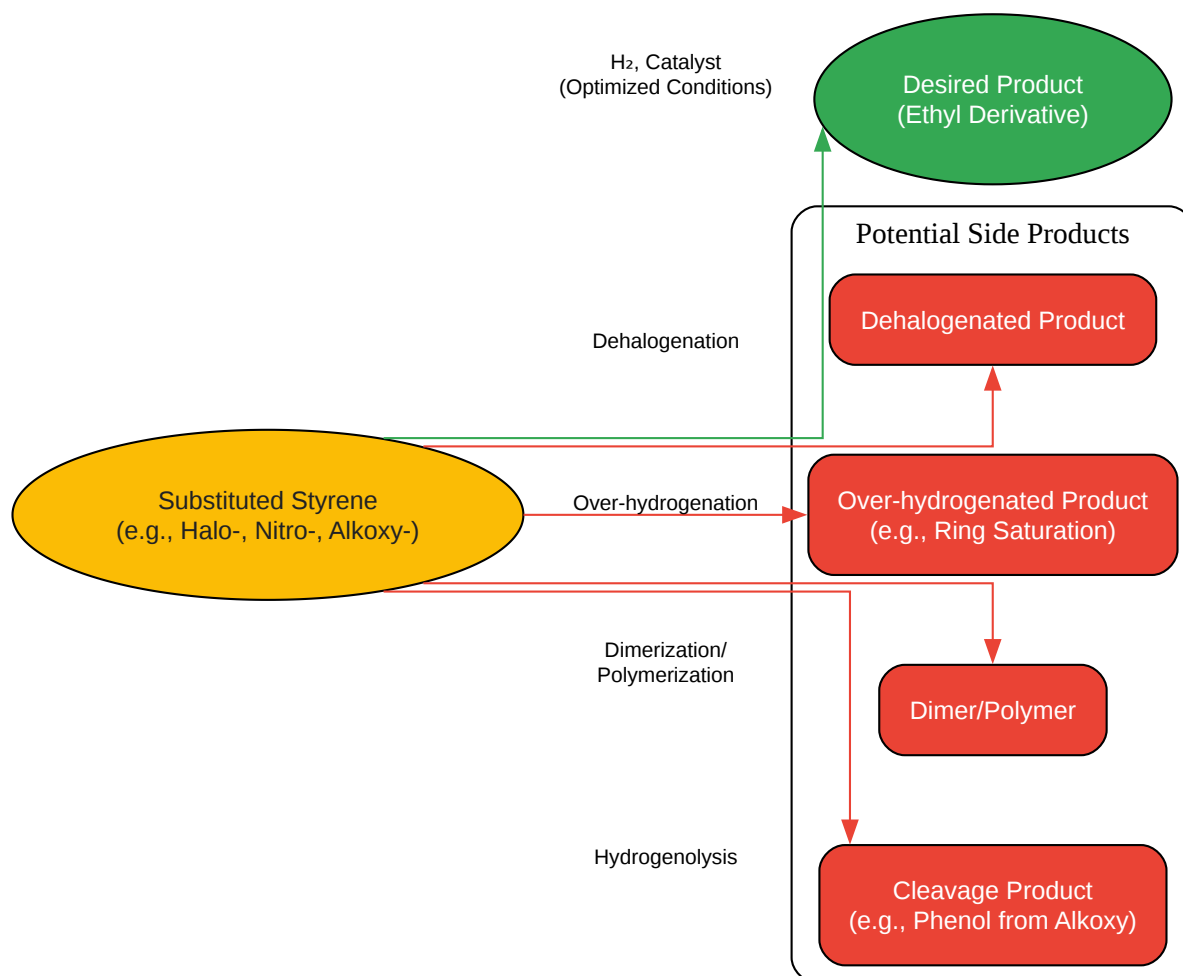 H₂, Catalyst
(Optimized Conditions)
Desired Product
(Ethyl Derivative)
Potential Side Products
Dehalogenation
Dehalogenated Product
Substituted Styrene
(e.g., Halo-, Nitro-, Alkoxy-)
Over-hydrogenation
Over-hydrogenated Product
(e.g., Ring Saturation)
Dimerization/
Polymerization
Dimer/Polymer
Hydrogenolysis
Cleavage Product
(e.g., Phenol from Alkoxy)